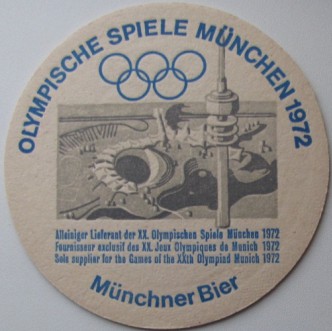 OLYMPISCHE SPIELE MÜNCHEN 1972
Alleiniger Lieferant der XX. Olympischen Spiele München 1972
Fournisseur exclusif des XX. Jeux Olympiques de Munich 1972
Sole supplier for the Games of the XXth Olympiad Munich 1972
Münchner Bier